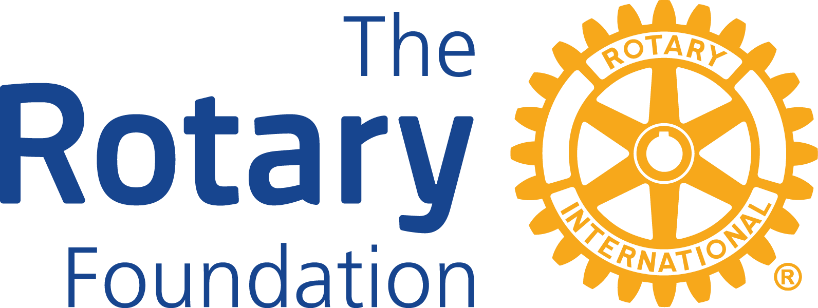 The
Rotary
Foundation
ROTARY
INTERNATIONAL
®